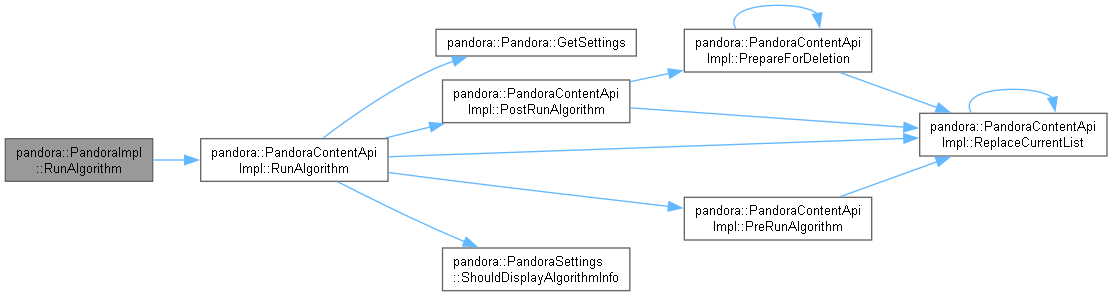 pandora::PandoraImpl
::RunAlgorithm
pandora::PandoraContentApi
Impl::RunAlgorithm
pandora::Pandora::GetSettings
pandora::PandoraContentApi
Impl::PostRunAlgorithm
pandora::PandoraContentApi
Impl::PrepareForDeletion
pandora::PandoraContentApi
Impl::ReplaceCurrentList
pandora::PandoraContentApi
Impl::PreRunAlgorithm
pandora::PandoraSettings
::ShouldDisplayAlgorithmInfo